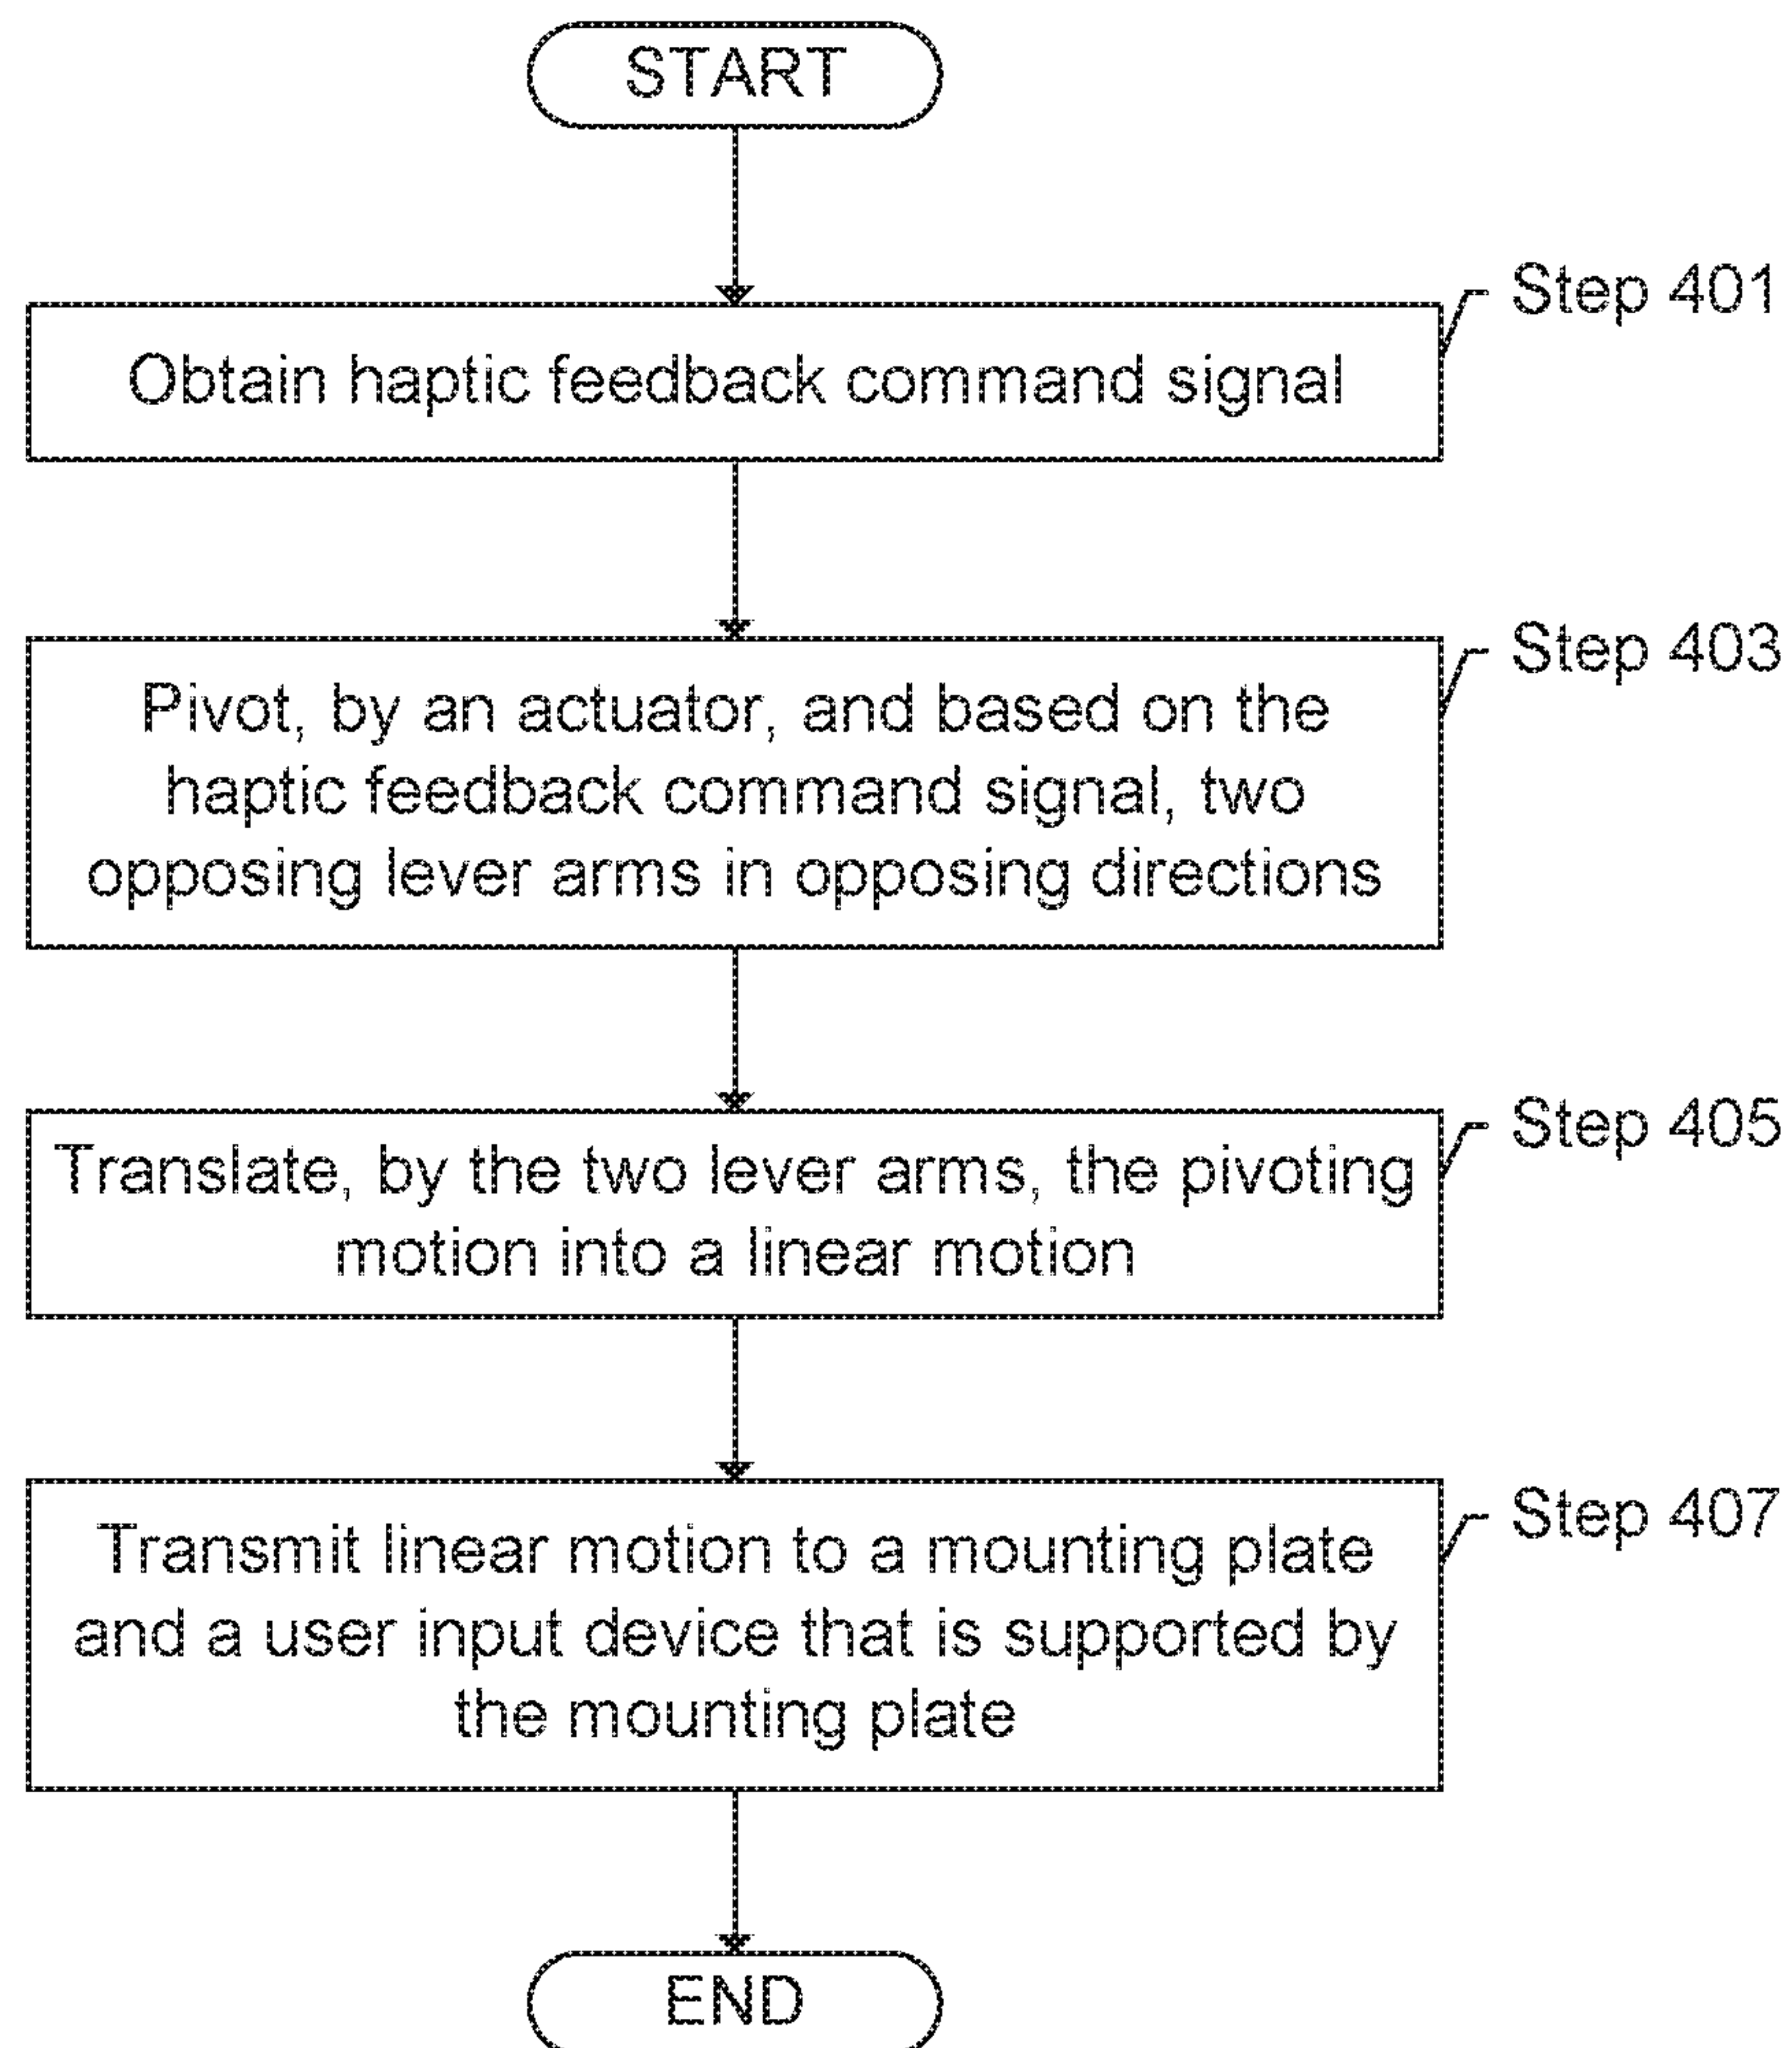 START
Step 401
Obtain haptic feedback command signal
Step 403
Pivot, by an actuator, and based on the
haptic feedback command signal, two
opposing lever arms in opposing directions
Step 405
Translate, by the two lever arms, the pivoting
motion into a linear motion
Step 407
Transmit linear motion to a mounting plate
and a user input device that is supported by
the mounting plate
END